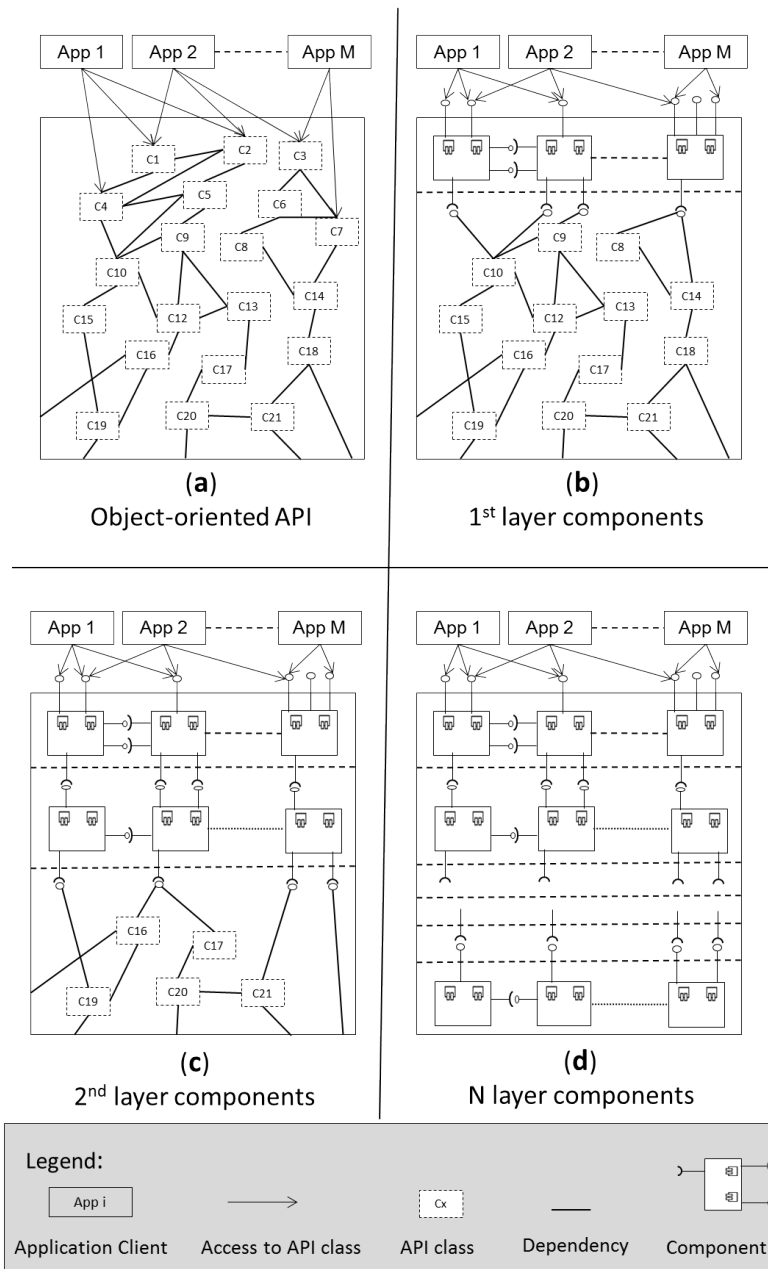 App 1 App 2 App M
C1 C2 C3
C4 C5 C6
C7
C8 C9
C10
C12 C13 C14
C15
C16 C17 C18
C19 C20 C21
(a)
Object-oriented API
App 1 App 2 App M
C8 C9
C10
C12 C13 C14
C15
C16 C17 C18
C19 C20 C21
(b)
1st layer components
App 1 App 2 App M
C16 C17
C19 C20 C21
(c)
2nd layer components
App 1 App 2 App M
(d)
N layer components
Legend:
App i Cx
Application Client Access to API class API class Dependency Component